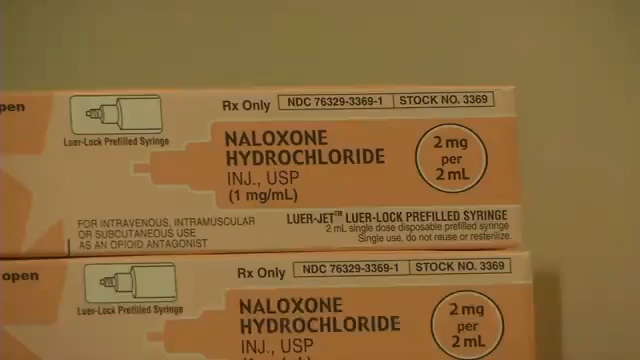 open
Rx Only NDC 76329-3369-1 STOCK NO. 3369
Luer-Lock Prefilled Syringe
NALOXONE
HYDROCHLORIDE
INJ., USP
(1 mg/mL)
2 mg
per
2 mL
FOR INTRAVENOUS, INTRAMUSCULAR
OR SUBCUTANEOUS USE
AS AN OPIOID ANTAGONIST
LUER-JET™ LUER-LOCK PREFILLED SYRINGE
2 mL single dose disposable prefilled syringe
Single use, do not reuse or resterilize.
open
Rx Only NDC 76329-3369-1 STOCK NO. 3369
Luer-Lock Prefilled Syringe
NALOXONE
HYDROCHLORIDE
INJ., USP
(1 mg/mL)
2 mg
per
2 mL